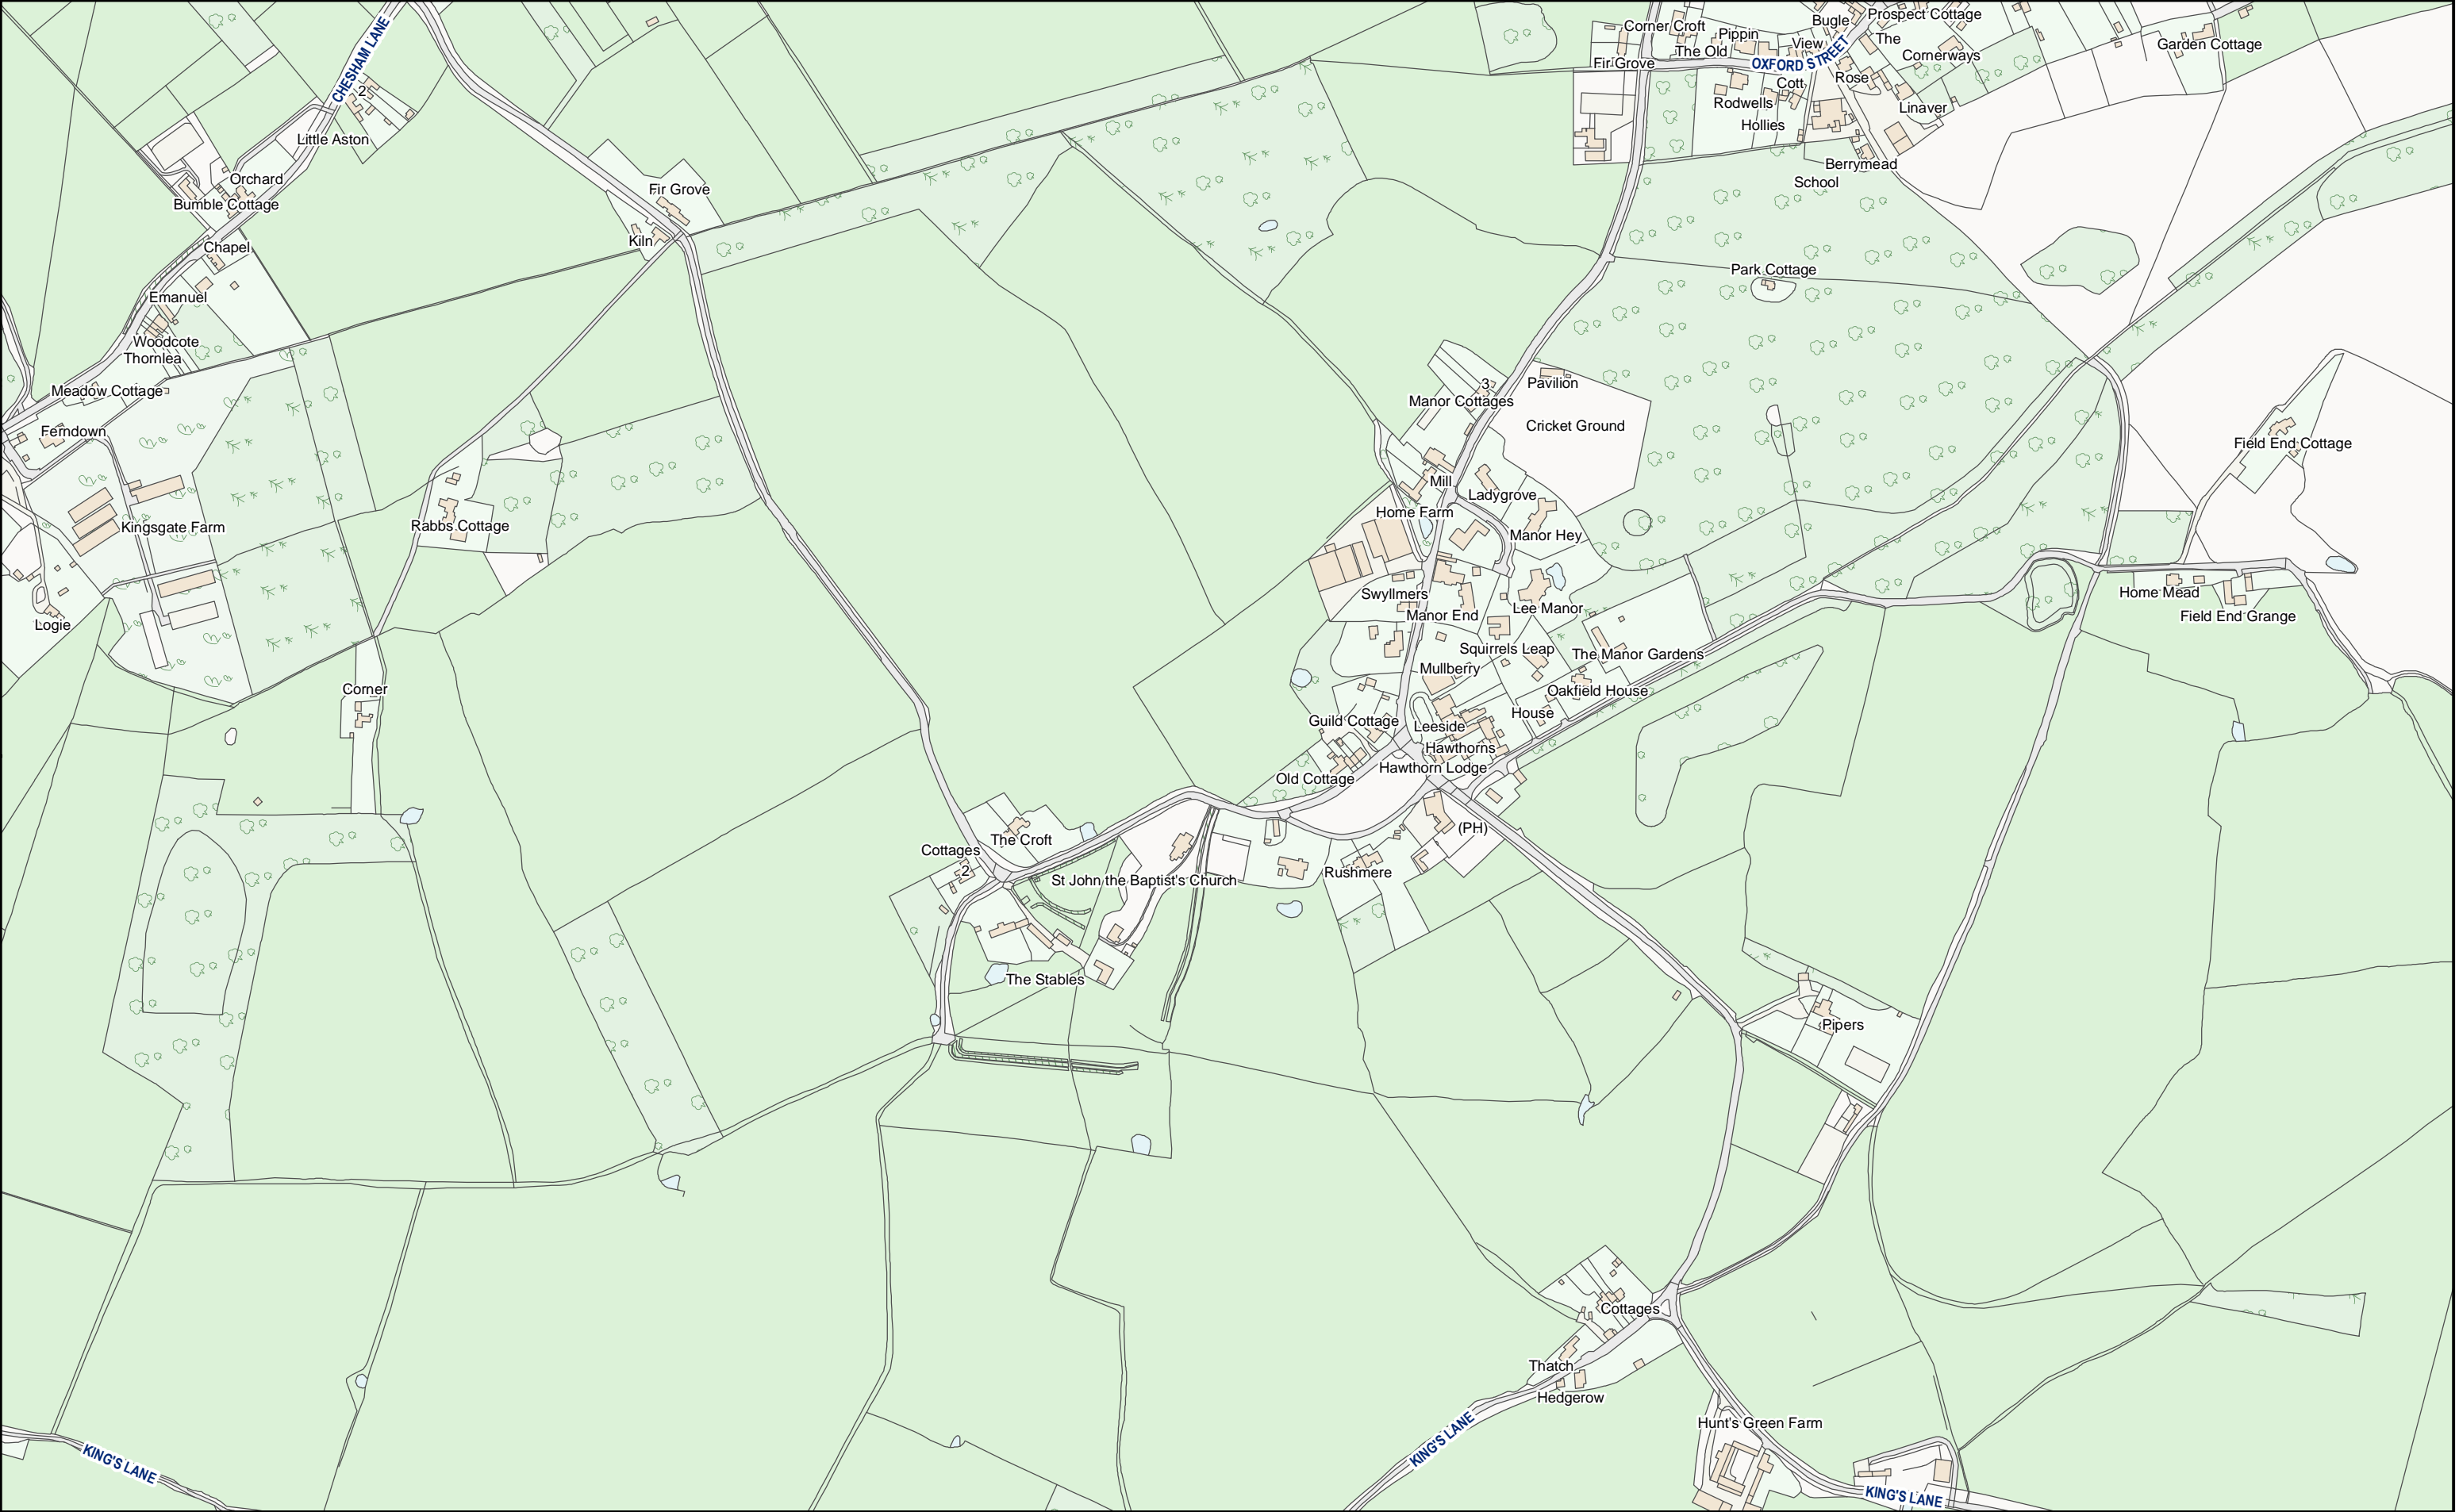 Corner Croft
Pippin
Bugle
Prospect Cottage
The Old
View
The
Cornerways
Garden Cottage
Fir Grove
OXFORD STREET
CHESHAM LANE
2
Cott
Rose
Rodwells
Linaver
Hollies
Little Aston
Berrymead
School
Orchard
Bumble Cottage
Fir Grove
Kiln
Chapel
Park Cottage
Emanuel
Woodcote
Thornlea
Meadow Cottage
3
Pavilion
Manor Cottages
Cricket Ground
Ferndown
Field End Cottage
Mill
Ladygrove
Home Farm
Kingsgate Farm
Rabbs Cottage
Manor Hey
Swyllmers
Lee Manor
Manor End
Home Mead
Field End Grange
Logie
Squirrels Leap
The Manor Gardens
Mullberry
Corner
Oakfield House
House
Guild Cottage
Leeside
Hawthorns
Hawthorn Lodge
Old Cottage
(PH)
The Croft
Cottages
2
Rushmere
St John the Baptist's Church
The Stables
Pipers
Cottages
Thatch
Hedgerow
Hunt's Green Farm
KING'S LANE
KING'S LANE
KING'S LANE